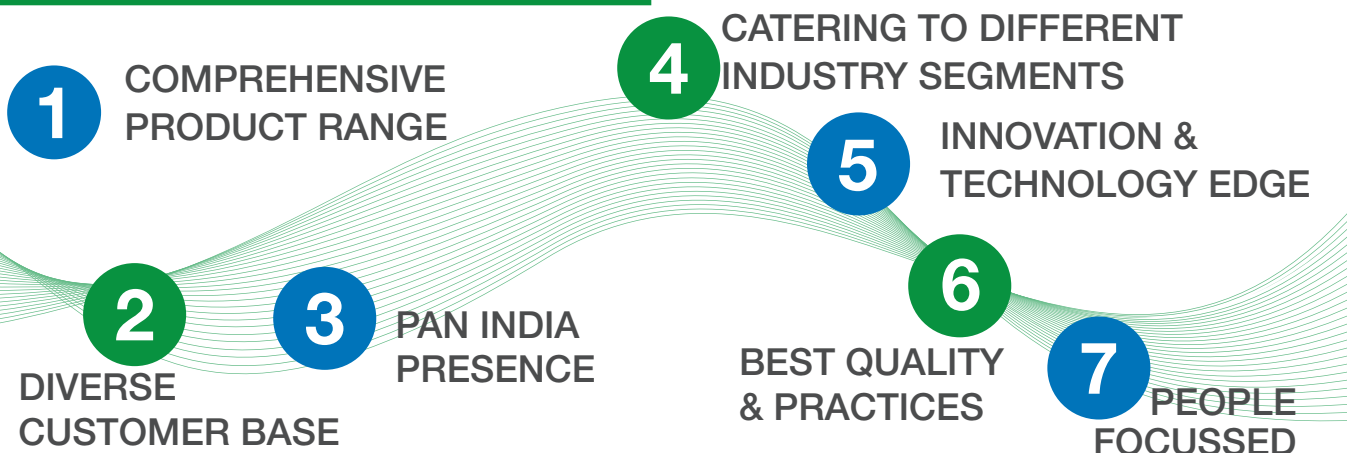 1
COMPREHENSIVE
PRODUCT RANGE
2
DIVERSE
CUSTOMER BASE
3
PAN INDIA
PRESENCE
4
CATERING TO DIFFERENT
INDUSTRY SEGMENTS
5
INNOVATION &
TECHNOLOGY EDGE
6
BEST QUALITY
& PRACTICES
7
PEOPLE
FOCUSSED